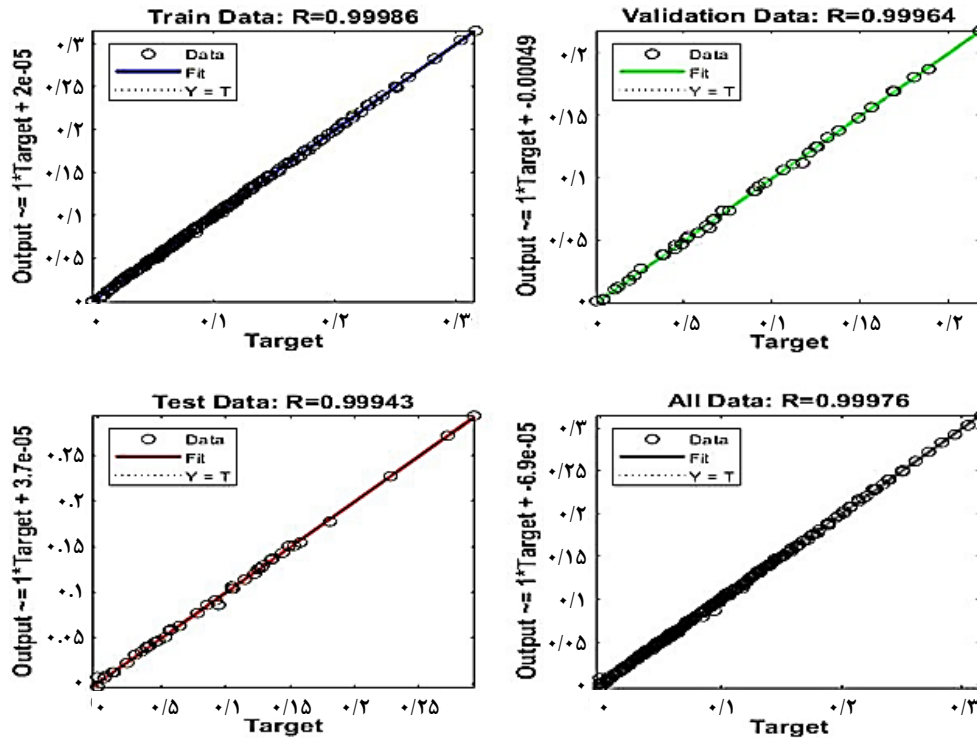 Train Data: R=0.99986
Output ~= 1*Target + 2e-05
۰/۳
۰/۲۵
۰/۲
۰/۱۵
۰/۱
۰/۰۵
۰
Data
Fit
Y = T
۰ ۰/۱ ۰/۲ ۰/۳
Target
Validation Data: R=0.99964
Output ~= 1*Target + -0.00049
۰/۲
۰/۱۵
۰/۱
۰/۰۵
۰
Data
Fit
Y = T
۰ ۰/۵ ۰/۱ ۰/۱۵ ۰/۲
Target
Test Data: R=0.99943
Output ~= 1*Target + 3.7e-05
۰.۲۵
۰.۲
۰.۱۵
۰.۱
۰.۰۵
۰
Data
Fit
Y = T
۰ ۰/۵ ۰/۱ ۰/۱۵ ۰/۲ ۰/۲۵
Target
All Data: R=0.99976
Output ~= 1*Target + -6.9e-05
۰/۳
۰/۲۵
۰/۲
۰/۱۵
۰/۱
۰/۰۵
۰
Data
Fit
Y = T
۰ ۰/۱ ۰/۲ ۰/۳
Target